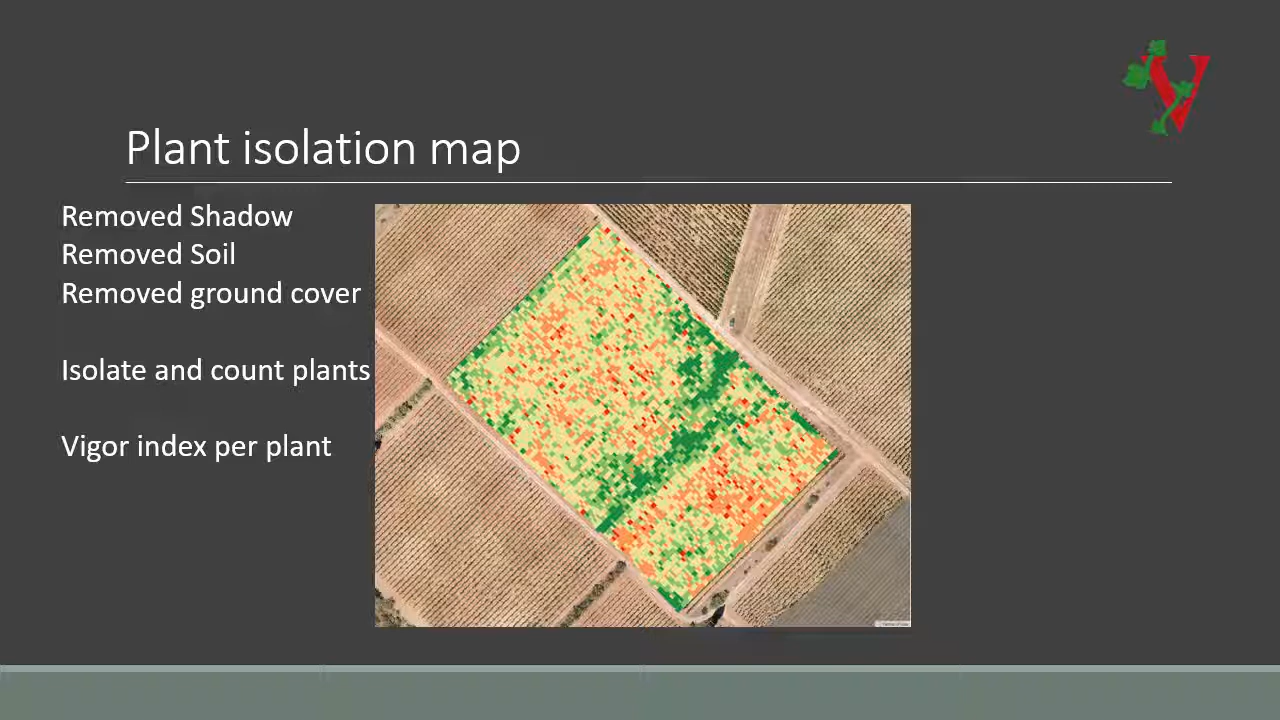 Plant isolation map
Removed Shadow
Removed Soil
Removed ground cover
Isolate and count plants
Vigor index per plant
V